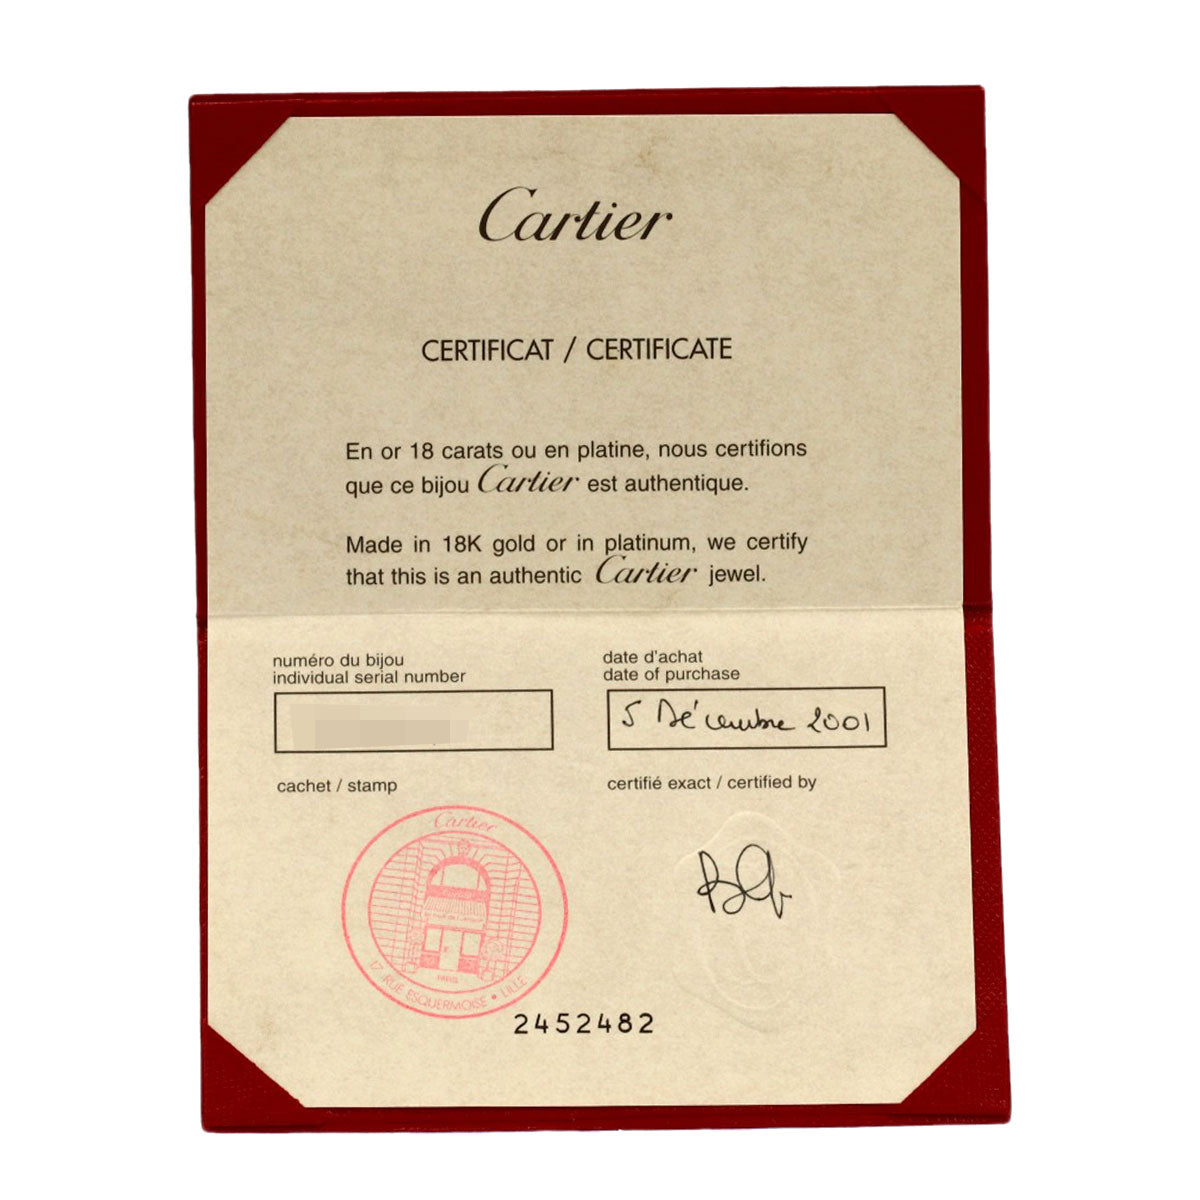 Cartier
CERTIFICAT / CERTIFICATE
En or 18 carats ou en platine, nous certifions
que ce bijou Cartier est authentique.
Made in 18K gold or in platinum, we certify
that this is an authentic Cartier jewel.
numéro du bijou
individual serial number
date d'achat
date of purchase
5 Décembre 2001
cachet / stamp
certifié exact / certified by
Cartier
PARIS
17 RUE ESQUERMOISE • LILLE
2452482